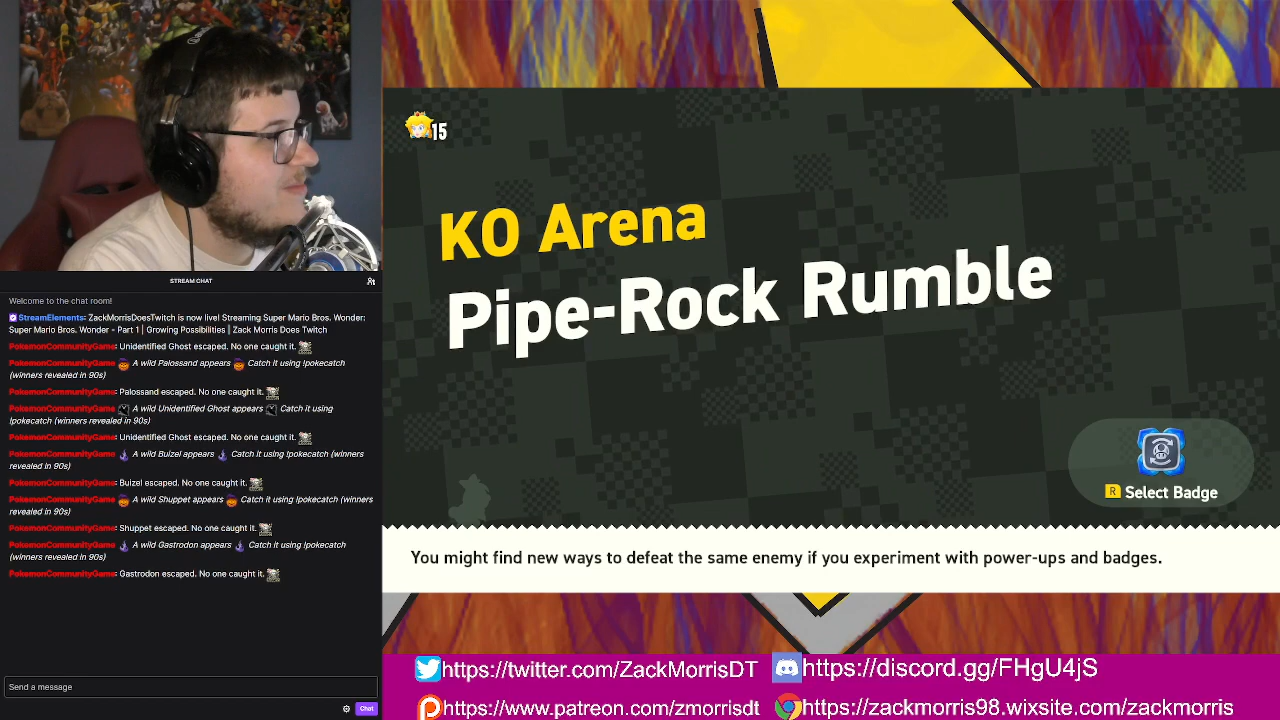 STREAM CHAT
Welcome to the chat room!
StreamElements: ZackMorrisDoesTwitch is now live! Streaming Super Mario Bros. Wonder:
Super Mario Bros. Wonder - Part 1 | Growing Possibilities | Zack Morris Does Twitch
PokemonCommunityGame: Unidentified Ghost escaped. No one caught it.
PokemonCommunityGame A wild Palossand appears Catch it using !pokecatch
(winners revealed in 90s)
PokemonCommunityGame: Palossand escaped. No one caught it.
PokemonCommunityGame A wild Unidentified Ghost appears Catch it using
!pokecatch (winners revealed in 90s)
PokemonCommunityGame: Unidentified Ghost escaped. No one caught it.
PokemonCommunityGame A wild Buizel appears Catch it using !pokecatch (winners
revealed in 90s)
PokemonCommunityGame: Buizel escaped. No one caught it.
PokemonCommunityGame A wild Shuppet appears Catch it using !pokecatch (winners
revealed in 90s)
PokemonCommunityGame: Shuppet escaped. No one caught it.
PokemonCommunityGame A wild Gastrodon appears Catch it using !pokecatch
(winners revealed in 90s)
PokemonCommunityGame: Gastrodon escaped. No one caught it.
Send a message
Chat
15
KO Arena
Pipe-Rock Rumble
R Select Badge
You might find new ways to defeat the same enemy if you experiment with power-ups and badges.
https://twitter.com/ZackMorrisDT https://discord.gg/FHgU4jS
https://www.patreon.com/zmorrisdt https://zackmorris98.wixsite.com/zackmorris